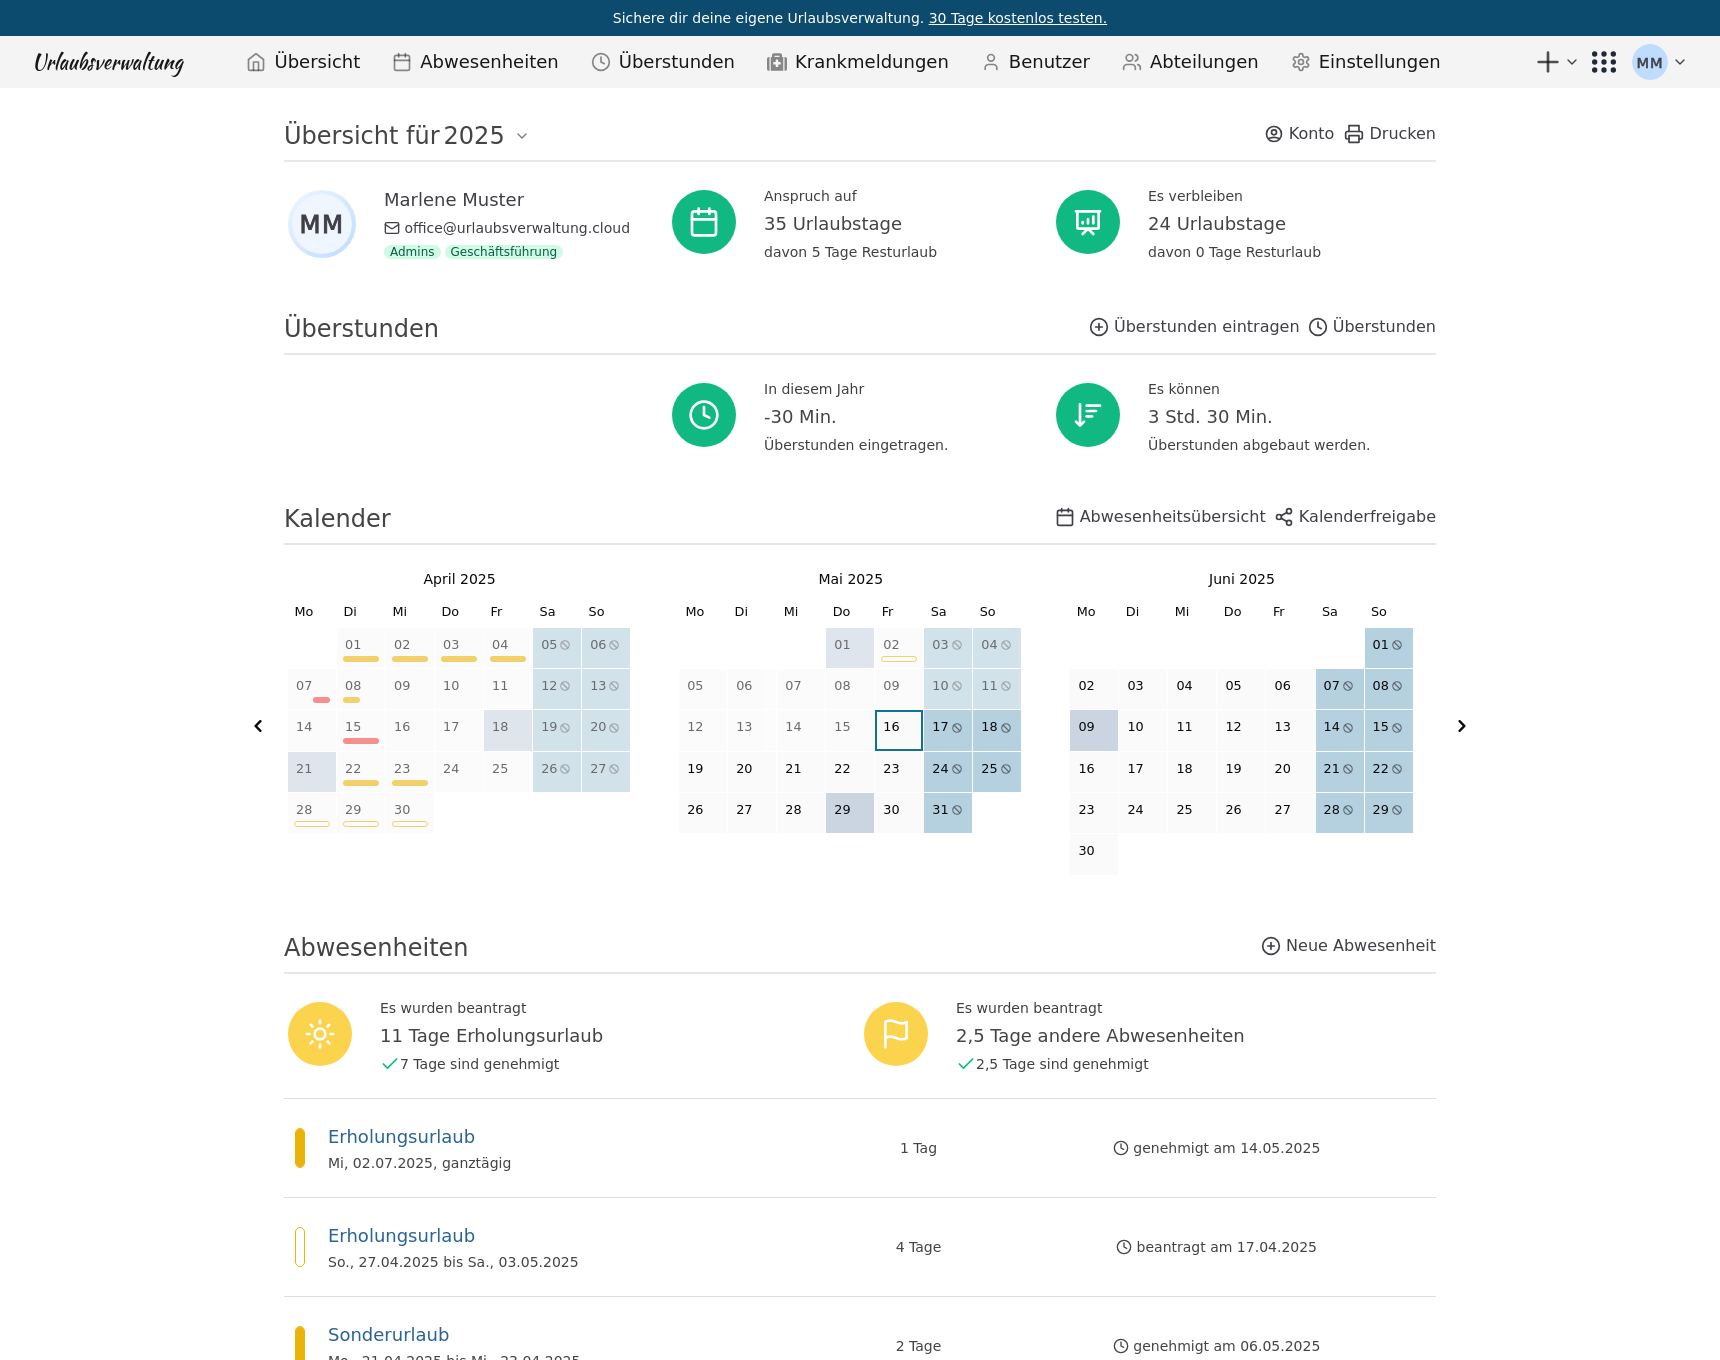 Sichere dir deine eigene Urlaubsverwaltung. 30 Tage kostenlos testen.
Urlaubsverwaltung Übersicht Abwesenheiten Überstunden Krankmeldungen Benutzer Abteilungen Einstellungen MM
Übersicht für 2025 Konto Drucken
MM
Marlene Muster
office@urlaubsverwaltung.cloud
Admins Geschäftsführung
Anspruch auf
35 Urlaubstage
davon 5 Tage Resturlaub
Es verbleiben
24 Urlaubstage
davon 0 Tage Resturlaub
Überstunden Überstunden eintragen Überstunden
In diesem Jahr
-30 Min.
Überstunden eingetragen.
Es können
3 Std. 30 Min.
Überstunden abgebaut werden.
Kalender Abwesenheitsübersicht Kalenderfreigabe
April 2025
Mo Di Mi Do Fr Sa So
01 02 03 04 05 06
07 08 09 10 11 12 13
14 15 16 17 18 19 20
21 22 23 24 25 26 27
28 29 30
Mai 2025
Mo Di Mi Do Fr Sa So
01 02 03 04
05 06 07 08 09 10 11
12 13 14 15 16 17 18
19 20 21 22 23 24 25
26 27 28 29 30 31
Juni 2025
Mo Di Mi Do Fr Sa So
01
02 03 04 05 06 07 08
09 10 11 12 13 14 15
16 17 18 19 20 21 22
23 24 25 26 27 28 29
30
Abwesenheiten Neue Abwesenheit
Es wurden beantragt
11 Tage Erholungsurlaub
7 Tage sind genehmigt
Es wurden beantragt
2,5 Tage andere Abwesenheiten
2,5 Tage sind genehmigt
Erholungsurlaub
Mi, 02.07.2025, ganztägig
1 Tag
genehmigt am 14.05.2025
Erholungsurlaub
So., 27.04.2025 bis Sa., 03.05.2025
4 Tage
beantragt am 17.04.2025
Sonderurlaub
Mo., 21.04.2025 bis Mi., 23.04.2025
2 Tage
genehmigt am 06.05.2025